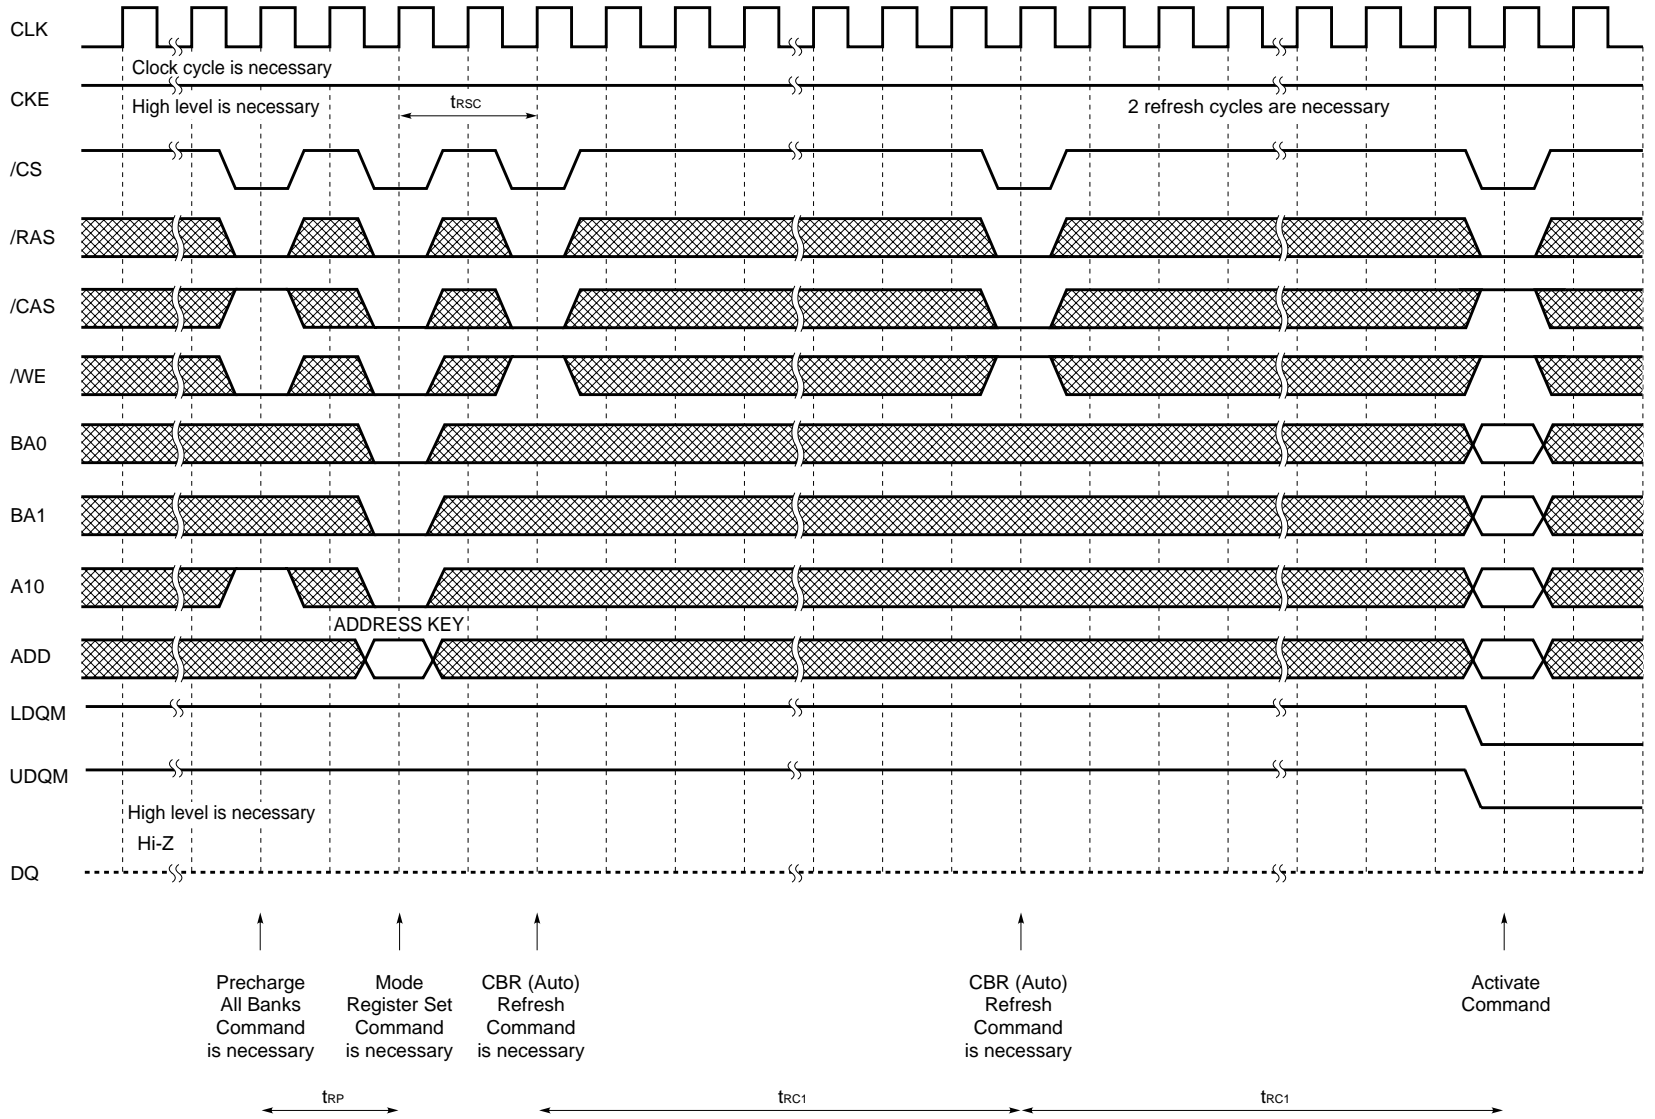 CLK
Clock cycle is necessary
CKE
High level is necessary
tRSC
2 refresh cycles are necessary
/CS
/RAS
/CAS
/WE
BA0
BA1
A10
ADDRESS KEY
ADD
LDQM
UDQM
High level is necessary
Hi-Z
DQ
Precharge
All Banks
Command
is necessary
Mode
Register Set
Command
is necessary
CBR (Auto)
Refresh
Command
is necessary
CBR (Auto)
Refresh
Command
is necessary
Activate
Command
tRP
tRC1
tRC1